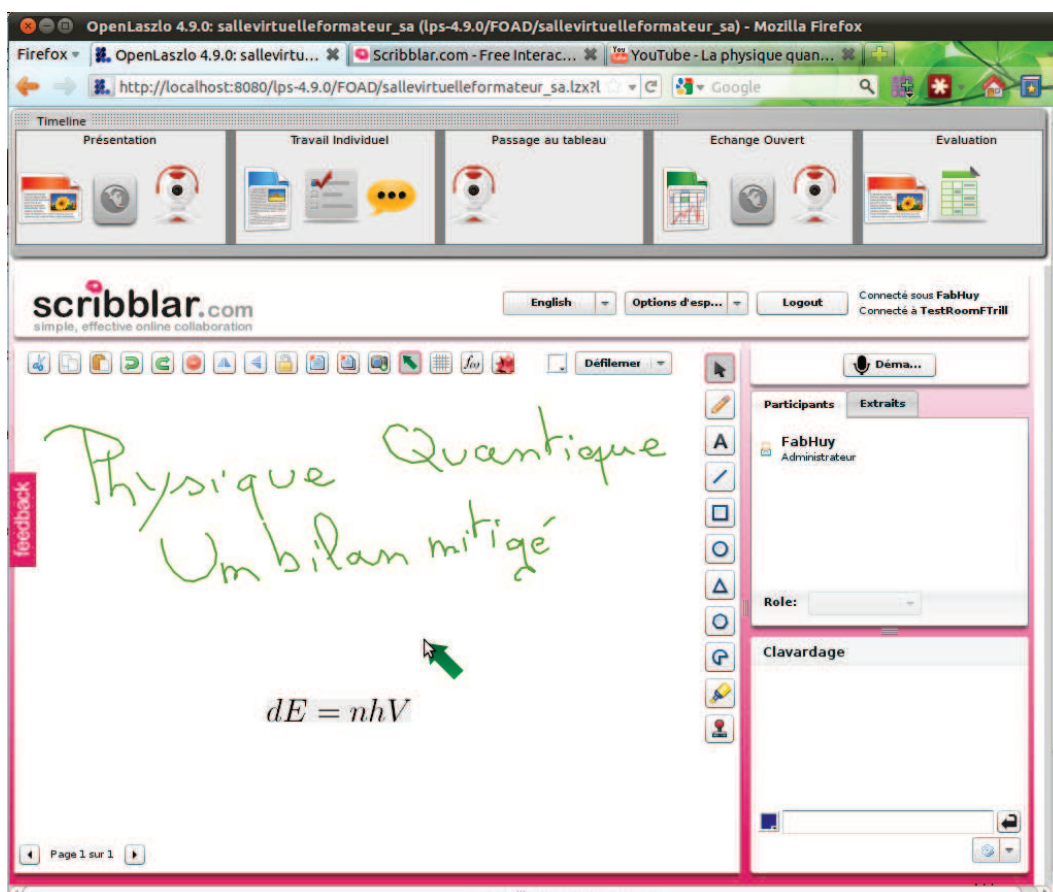 OpenLaszlo 4.9.0: sallevirtuelleformateur_sa (lps-4.9.0/FOAD/sallevirtuelleformateur_sa) - Mozilla Firefox
Firefox OpenLaszlo 4.9.0: sallevirtu... Scribblar.com - Free Interac... YouTube - La physique quan...
http://localhost:8080/lps-4.9.0/FOAD/sallevirtuelleformateur_sa.lzx?l Google
Timeline
Présentation Travail Individuel Passage au tableau Echange Ouvert Evaluation
scribblar.com
simple, effective online collaboration
English Options d'esp... Logout
Connecté sous FabHuy
Connecté à TestRoomFTrill
f(x) Défilemer Déma...
Participants Extraits
FabHuy
Administrateur
A
Physique Quantique
Um bilan mitigé
feedback
Role:
Clavardage
dE = nhV
Page 1 sur 1